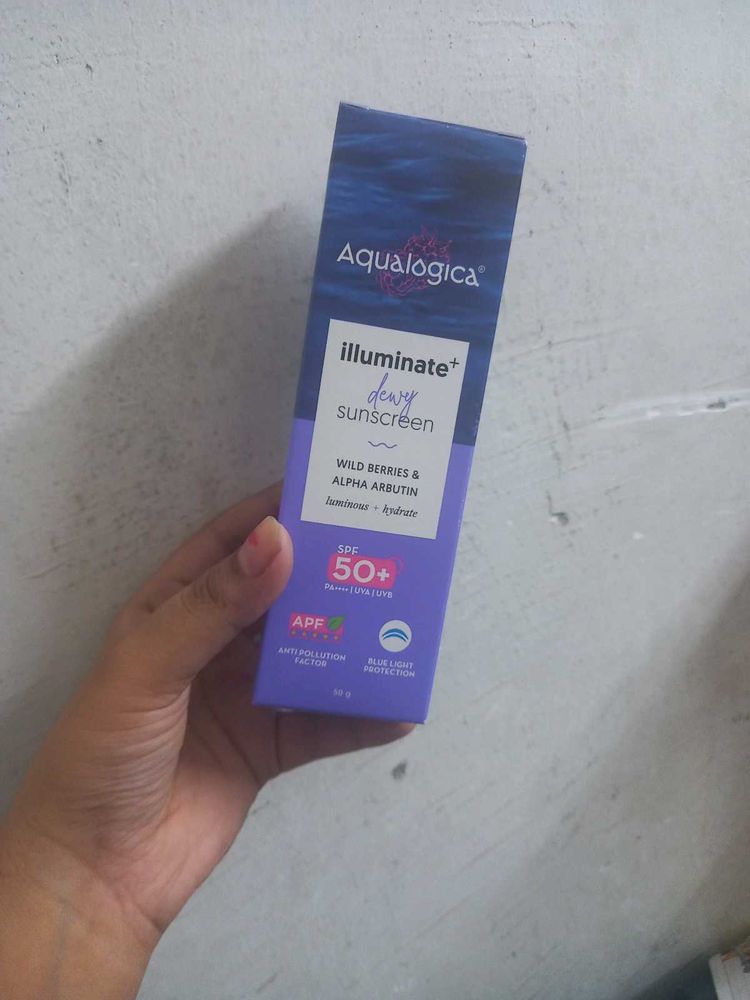 Aqualogica®
illuminate+
dewy
sunscreen
WILD BERRIES &
ALPHA ARBUTIN
luminous + hydrate
SPF
50+
PA++++ | UVA | UVB
APF
ANTI POLLUTION
FACTOR
BLUE LIGHT
PROTECTION
50 g